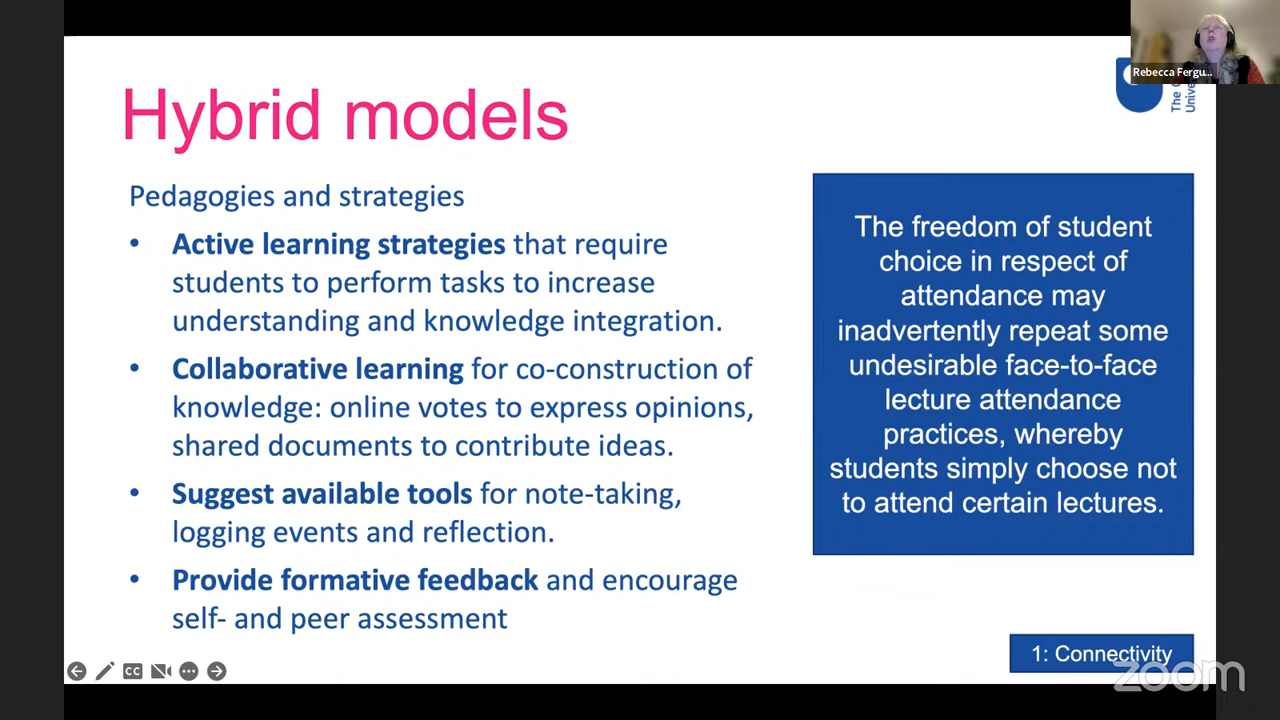 Hybrid models
Rebecca Fergu...
The
Univer
Pedagogies and strategies
• Active learning strategies that require
students to perform tasks to increase
understanding and knowledge integration.
• Collaborative learning for co-construction of
knowledge: online votes to express opinions,
shared documents to contribute ideas.
• Suggest available tools for note-taking,
logging events and reflection.
• Provide formative feedback and encourage
self- and peer assessment
The freedom of student
choice in respect of
attendance may
inadvertently repeat some
undesirable face-to-face
lecture attendance
practices, whereby
students simply choose not
to attend certain lectures.
1: Connectivity
CC
zoom